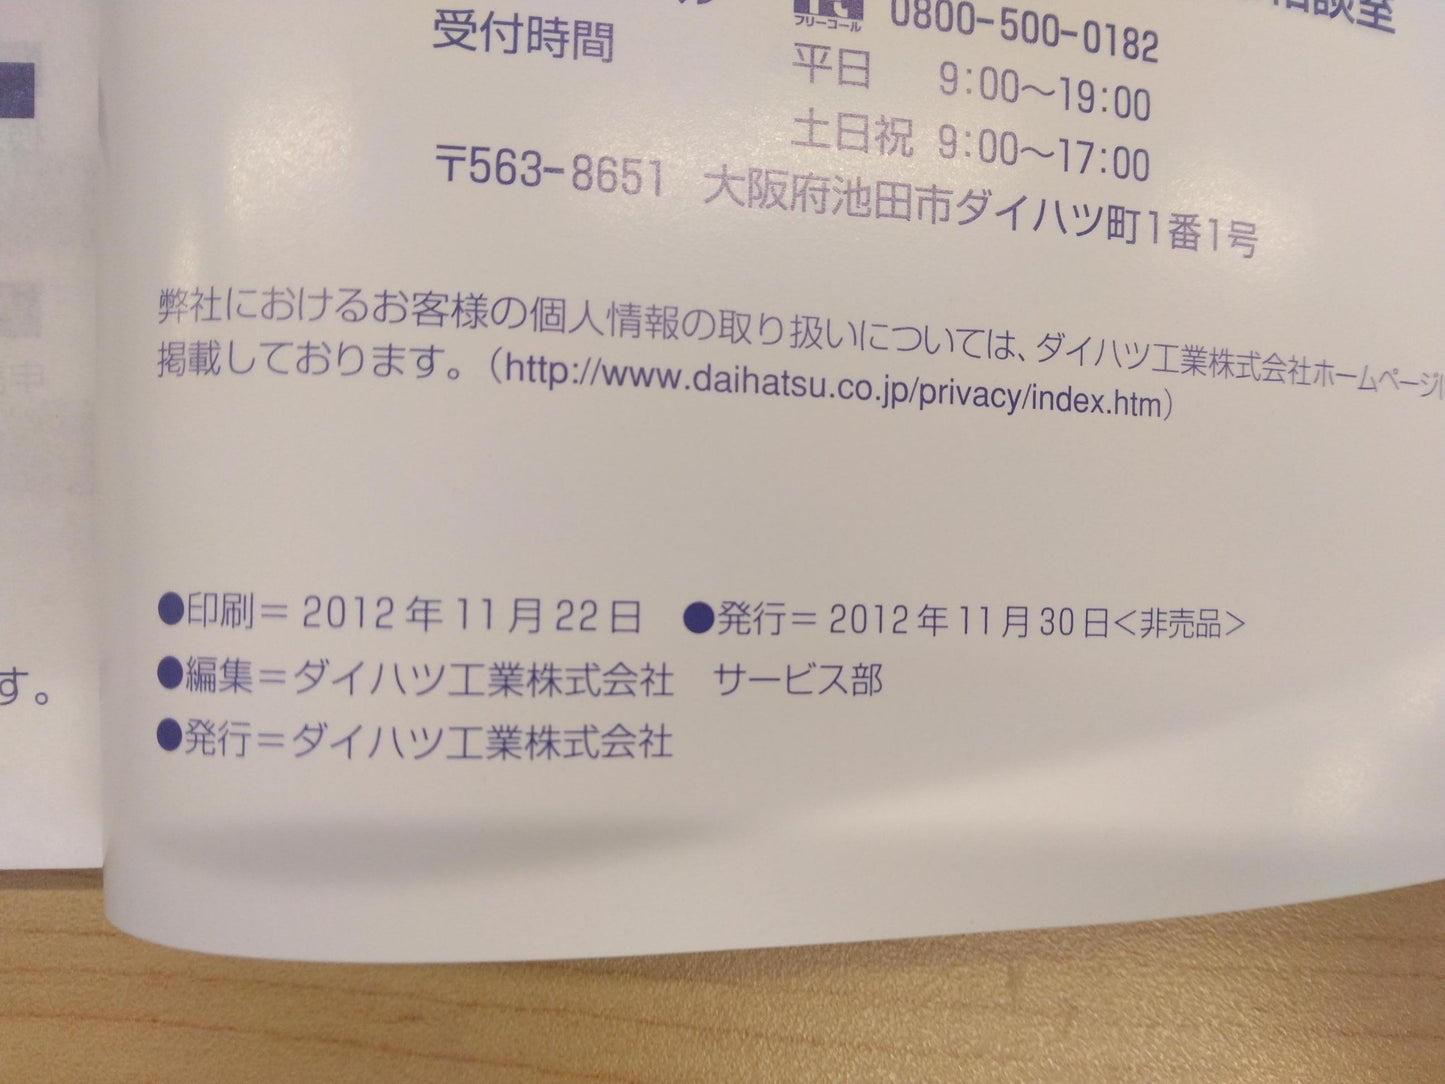 相談室
フリーコール 0800-500-0182
受付時間 平日 9:00〜19:00
土日祝 9:00〜17:00
〒563-8651 大阪府池田市ダイハツ町1番1号
弊社におけるお客様の個人情報の取り扱いについては、ダイハツ工業株式会社ホームページに
掲載しております。(http://www.daihatsu.co.jp/privacy/index.htm)
●印刷＝2012年11月22日 ●発行＝2012年11月30日<非売品>
●編集＝ダイハツ工業株式会社 サービス部
●発行＝ダイハツ工業株式会社
す。